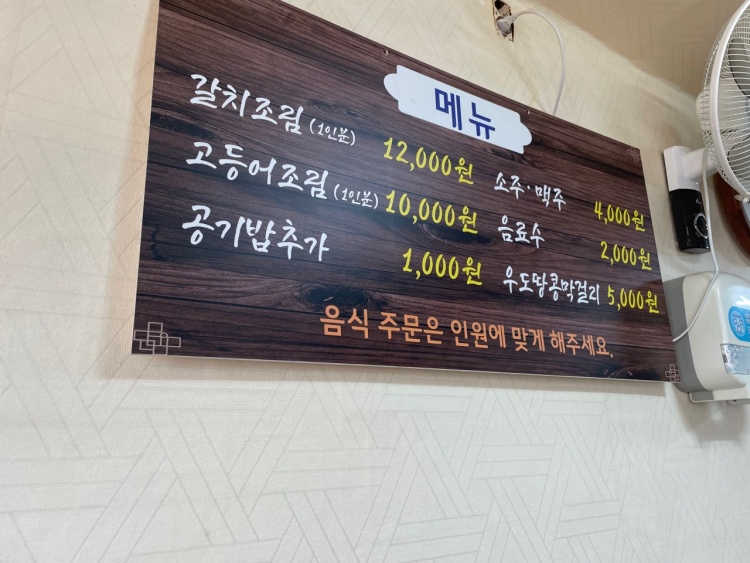 메뉴
갈치조림 (1인분) 12,000원
고등어조림 (1인분) 10,000원
공기밥추가 1,000원
소주·맥주 4,000원
음료수 2,000원
우도땅콩막걸리 5,000원
음식 주문은 인원에 맞게 해주세요.